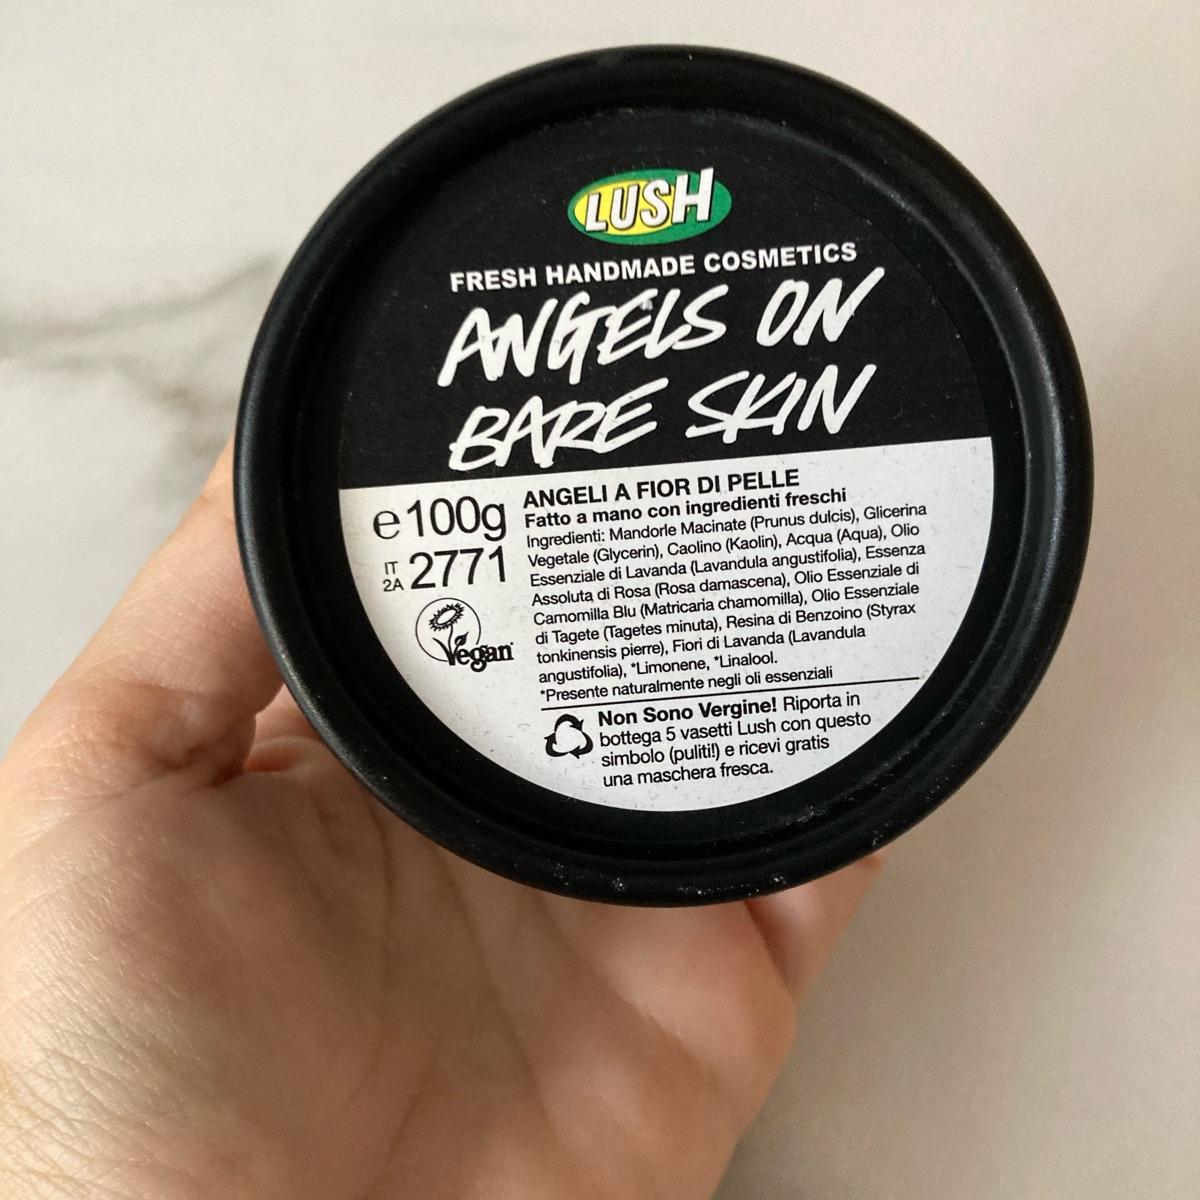 LUSH
FRESH HANDMADE COSMETICS
ANGELS ON
BARE SKIN
e 100g
IT
2A 2771
Vegan
ANGELI A FIOR DI PELLE
Fatto a mano con ingredienti freschi
Ingredienti: Mandorle Macinate (Prunus dulcis), Glicerina
Vegetale (Glycerin), Caolino (Kaolin), Acqua (Aqua), Olio
Essenziale di Lavanda (Lavandula angustifolia), Essenza
Assoluta di Rosa (Rosa damascena), Olio Essenziale di
Camomilla Blu (Matricaria chamomilla), Olio Essenziale
di Tagete (Tagetes minuta), Resina di Benzoino (Styrax
tonkinensis pierre), Fiori di Lavanda (Lavandula
angustifolia), *Limonene, *Linalool.
*Presente naturalmente negli oli essenziali
Non Sono Vergine! Riporta in
bottega 5 vasetti Lush con questo
simbolo (puliti!) e ricevi gratis
una maschera fresca.